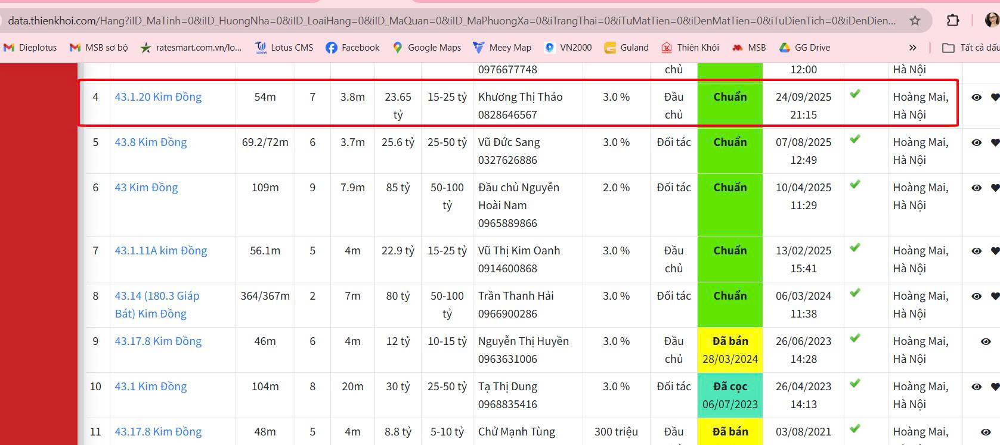 data.thienkhoi.com/Hang?iID_MaTinh=0&iID_HuongNha=0&iID_LoaiHang=0&iID_MaQuan=0&iID_MaPhuongXa=0&iTrangThai=0&iTuMatTien=0&iDenMatTien=0&iTuDienTich=0&iDenDien...
Dieplotus MSB sơ bộ ratesmart.com.vn/lo... Lotus CMS Facebook Google Maps Meey Map VN2000 Guland Thiên Khôi MSB GG Drive » Tất cả dấu
0976677748 chủ 12:00 Hà Nội
4 43.1.20 Kim Đồng 54m 7 3.8m 23.65 15-25 tỷ Khương Thị Thảo 3.0 % Đầu Chuẩn 24/09/2025 Hoàng Mai,
tỷ 0828646567 chủ 21:15 Hà Nội
5 43.8 Kim Đồng 69.2/72m 6 3.7m 25.6 tỷ 25-50 tỷ Vũ Đức Sang 3.0 % Đối tác Chuẩn 07/08/2025 Hoàng Mai,
0327626886 12:49 Hà Nội
6 43 Kim Đồng 109m 9 7.9m 85 tỷ 50-100 Đầu chủ Nguyễn 2.0 % Đối tác Chuẩn 10/04/2025 Hoàng Mai,
tỷ Hoài Nam 11:29 Hà Nội
0965889866
7 43.1.11A kim Đồng 56.1m 5 4m 22.9 tỷ 15-25 tỷ Vũ Thị Kim Oanh 3.0 % Đầu Chuẩn 13/02/2025 Hoàng Mai,
0914600868 chủ 15:41 Hà Nội
8 43.14 (180.3 Giáp 364/367m 2 7m 80 tỷ 50-100 Trần Thanh Hải 3.0 % Đối tác Chuẩn 06/03/2024 Hoàng Mai,
Bát) Kim Đồng tỷ 0966900286 11:38 Hà Nội
9 43.17.8 Kim Đồng 46m 6 4m 12 tỷ 10-15 tỷ Nguyễn Thị Huyền 3.0 % Đầu Đã bán 26/06/2023 Hoàng Mai,
0963631006 chủ 28/03/2024 14:28 Hà Nội
10 43.1 Kim Đồng 104m 8 20m 30 tỷ 25-50 tỷ Tạ Thị Dung 3.0 % Đối tác Đã cọc 26/04/2023 Hoàng Mai,
0968835416 06/07/2023 14:13 Hà Nội
11 43.17.8 Kim Đồng 48m 5 4m 8.8 tỷ 5-10 tỷ Chử Mạnh Tùng 300 triệu Đầu Đã bán 03/08/2021 Hoàng Mai,